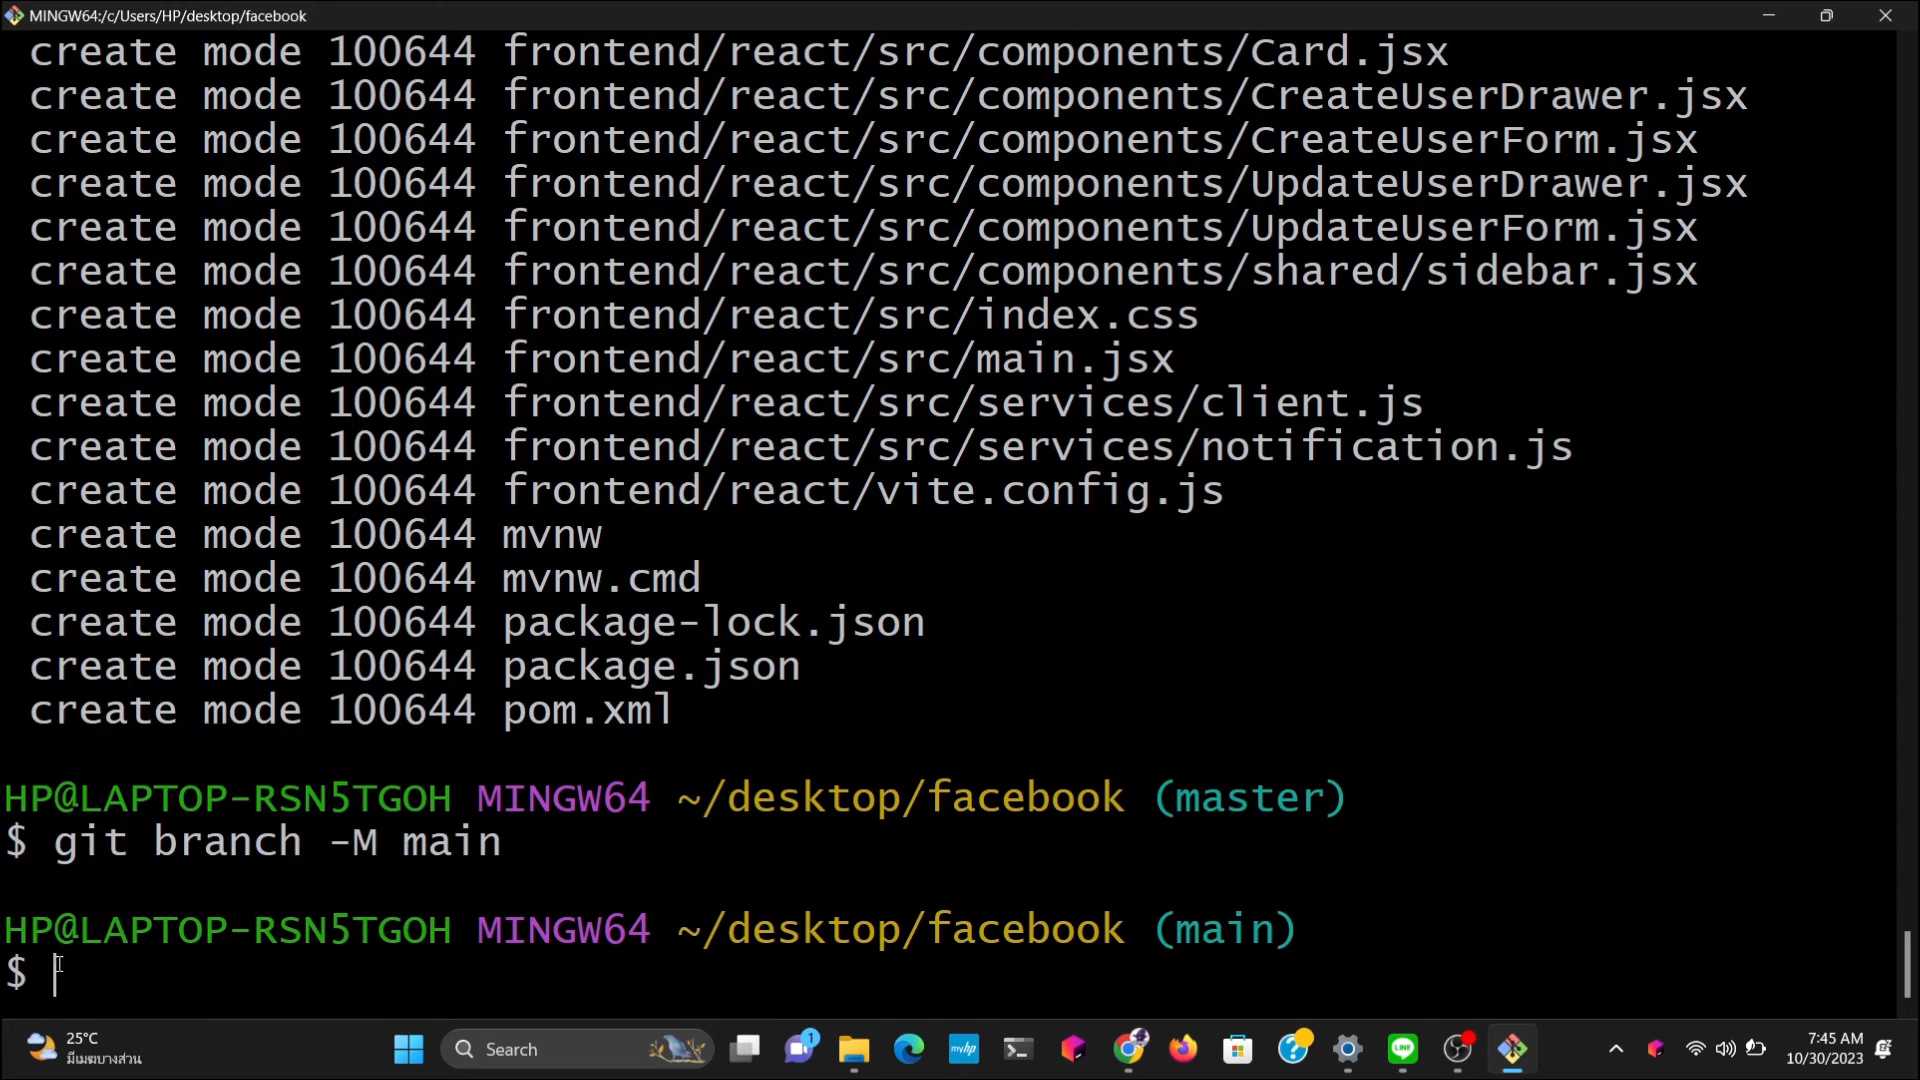 MINGW64:/c/Users/HP/desktop/facebook
create mode 100644 frontend/react/src/components/Card.jsx
create mode 100644 frontend/react/src/components/CreateUserDrawer.jsx
create mode 100644 frontend/react/src/components/CreateUserForm.jsx
create mode 100644 frontend/react/src/components/UpdateUserDrawer.jsx
create mode 100644 frontend/react/src/components/UpdateUserForm.jsx
create mode 100644 frontend/react/src/components/shared/sidebar.jsx
create mode 100644 frontend/react/src/index.css
create mode 100644 frontend/react/src/main.jsx
create mode 100644 frontend/react/src/services/client.js
create mode 100644 frontend/react/src/services/notification.js
create mode 100644 frontend/react/vite.config.js
create mode 100644 mvnw
create mode 100644 mvnw.cmd
create mode 100644 package-lock.json
create mode 100644 package.json
create mode 100644 pom.xml
HP@LAPTOP-RSN5TGOH MINGW64 ~/desktop/facebook (master)
$ git branch -M main
HP@LAPTOP-RSN5TGOH MINGW64 ~/desktop/facebook (main)
$
25°C
มีเมฆบางส่วน
Search
1
myhp
LINE
7:45 AM
10/30/2023